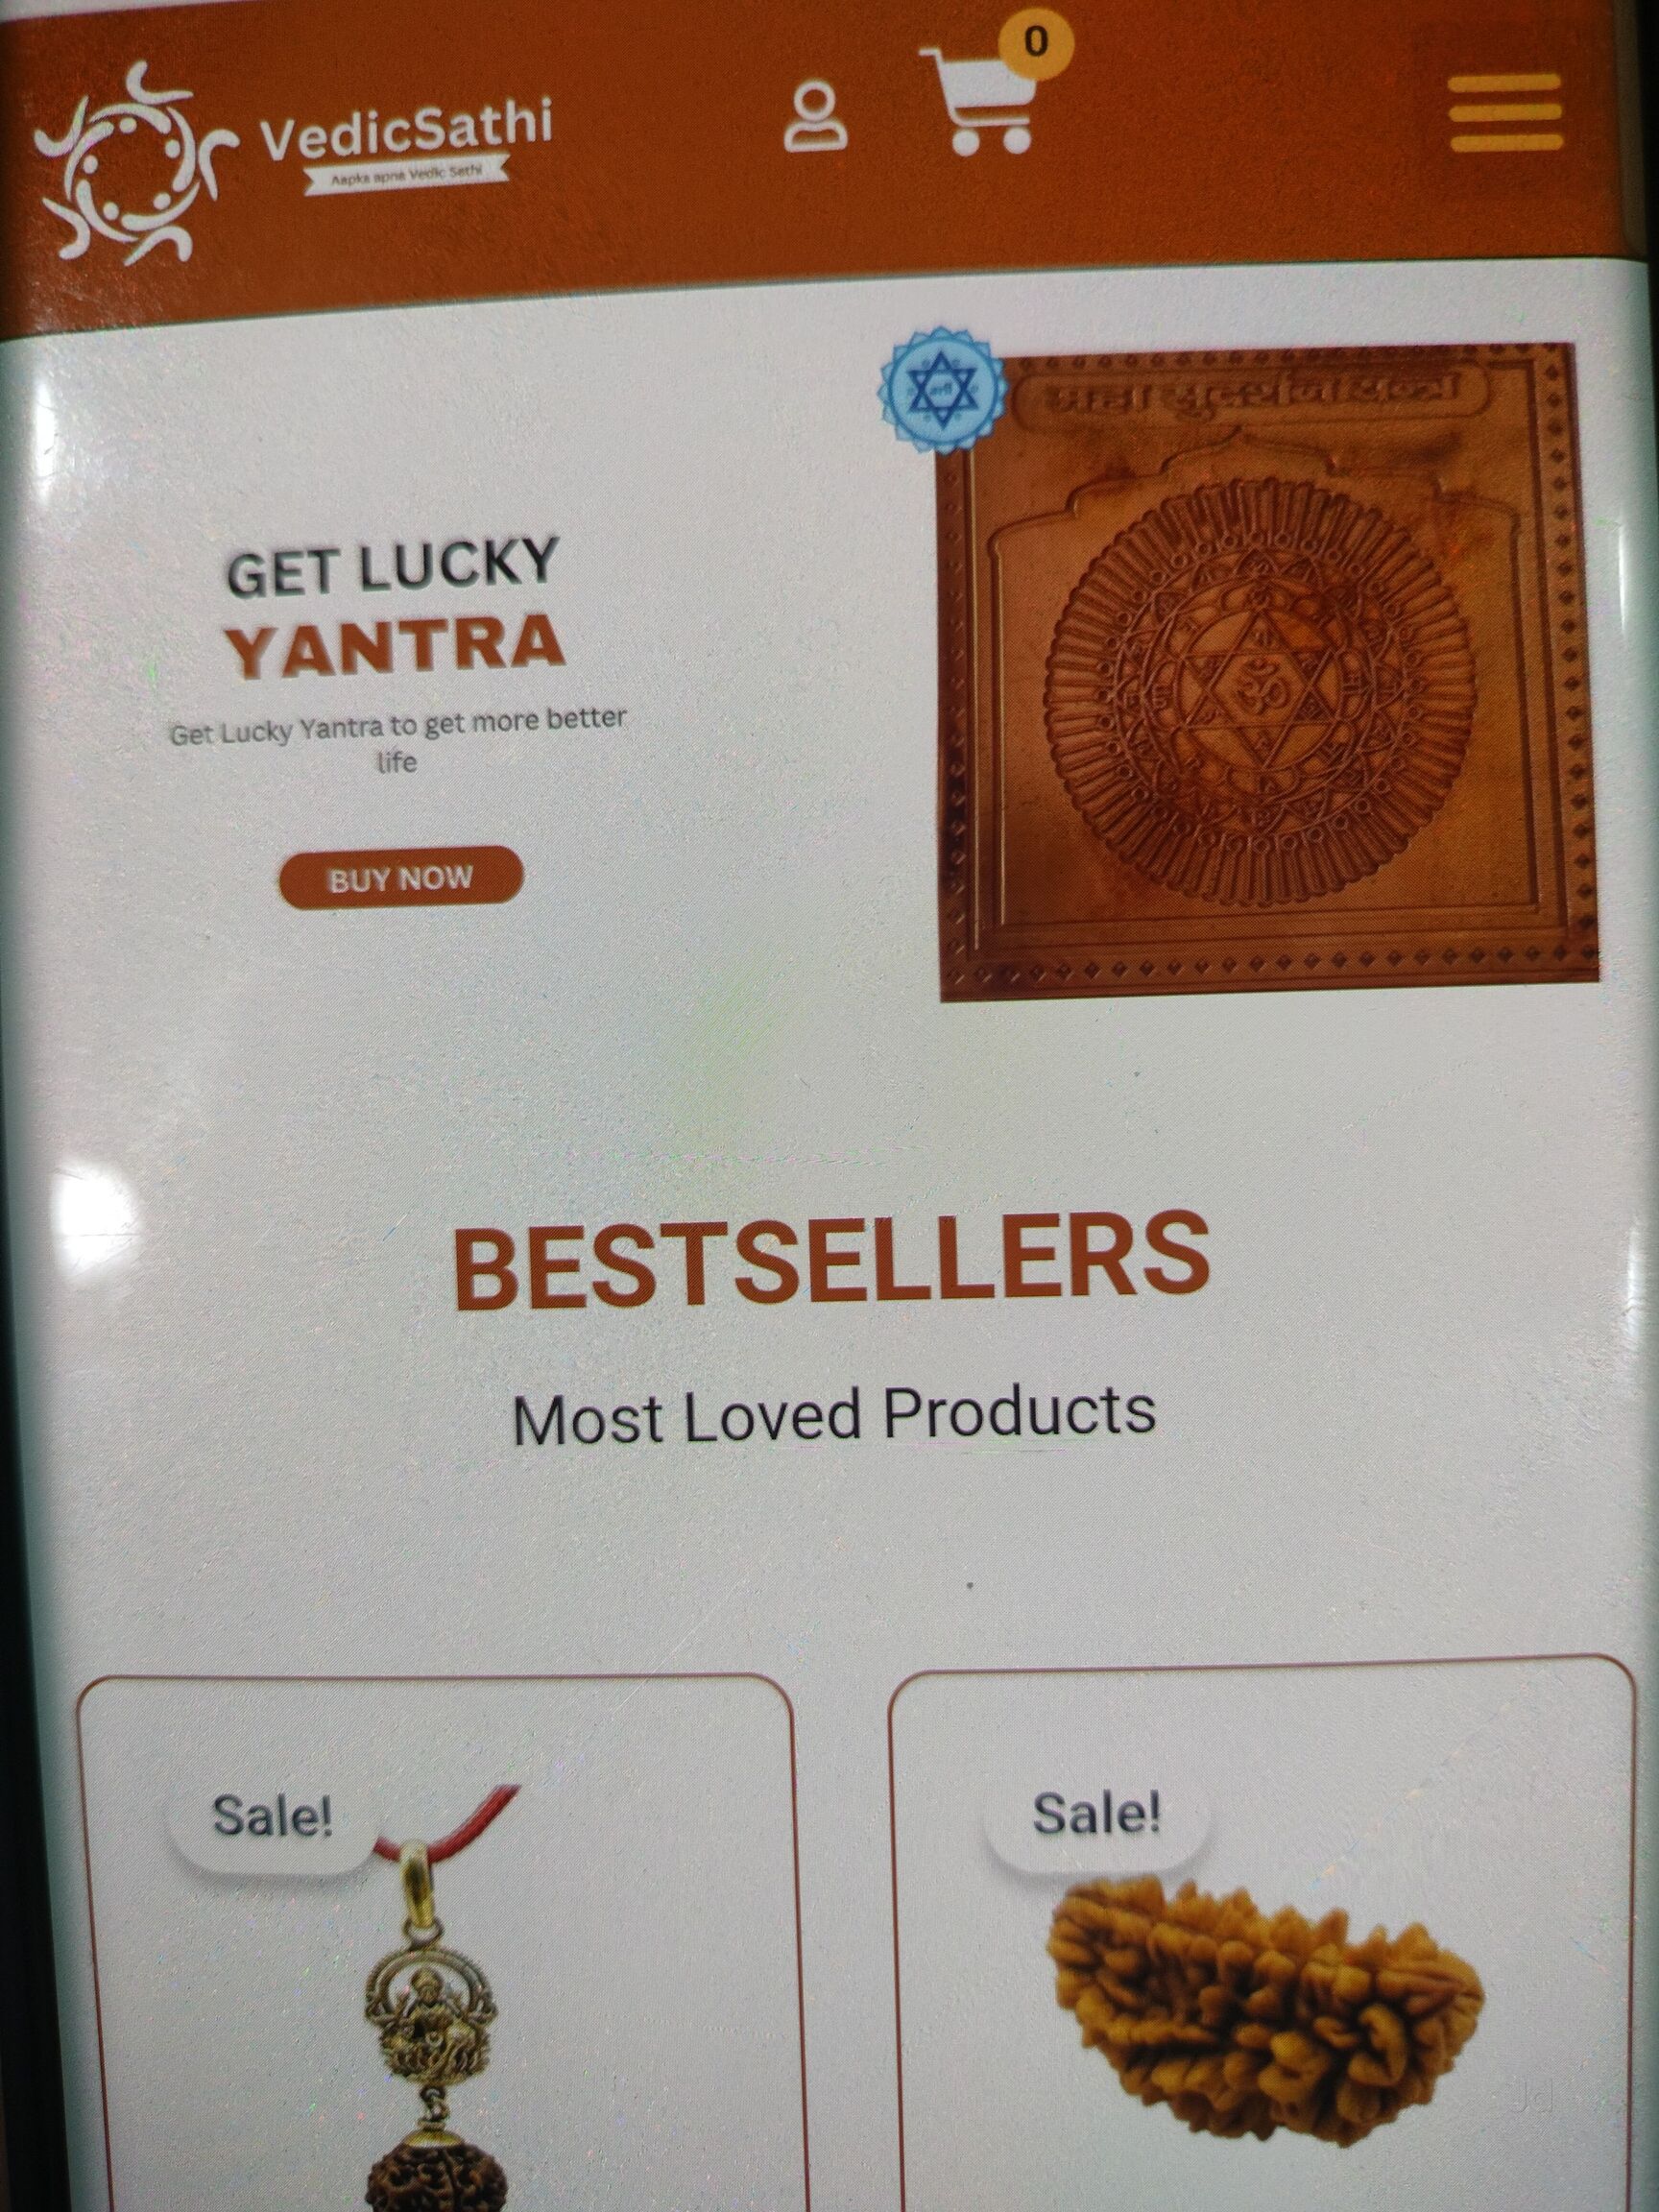 VedicSathi
Aapka apna Vedic Sathi
0
GET LUCKY
YANTRA
Get Lucky Yantra to get more better
life
BUY NOW
ॐ
BESTSELLERS
Most Loved Products
Sale!
Sale!
Jd